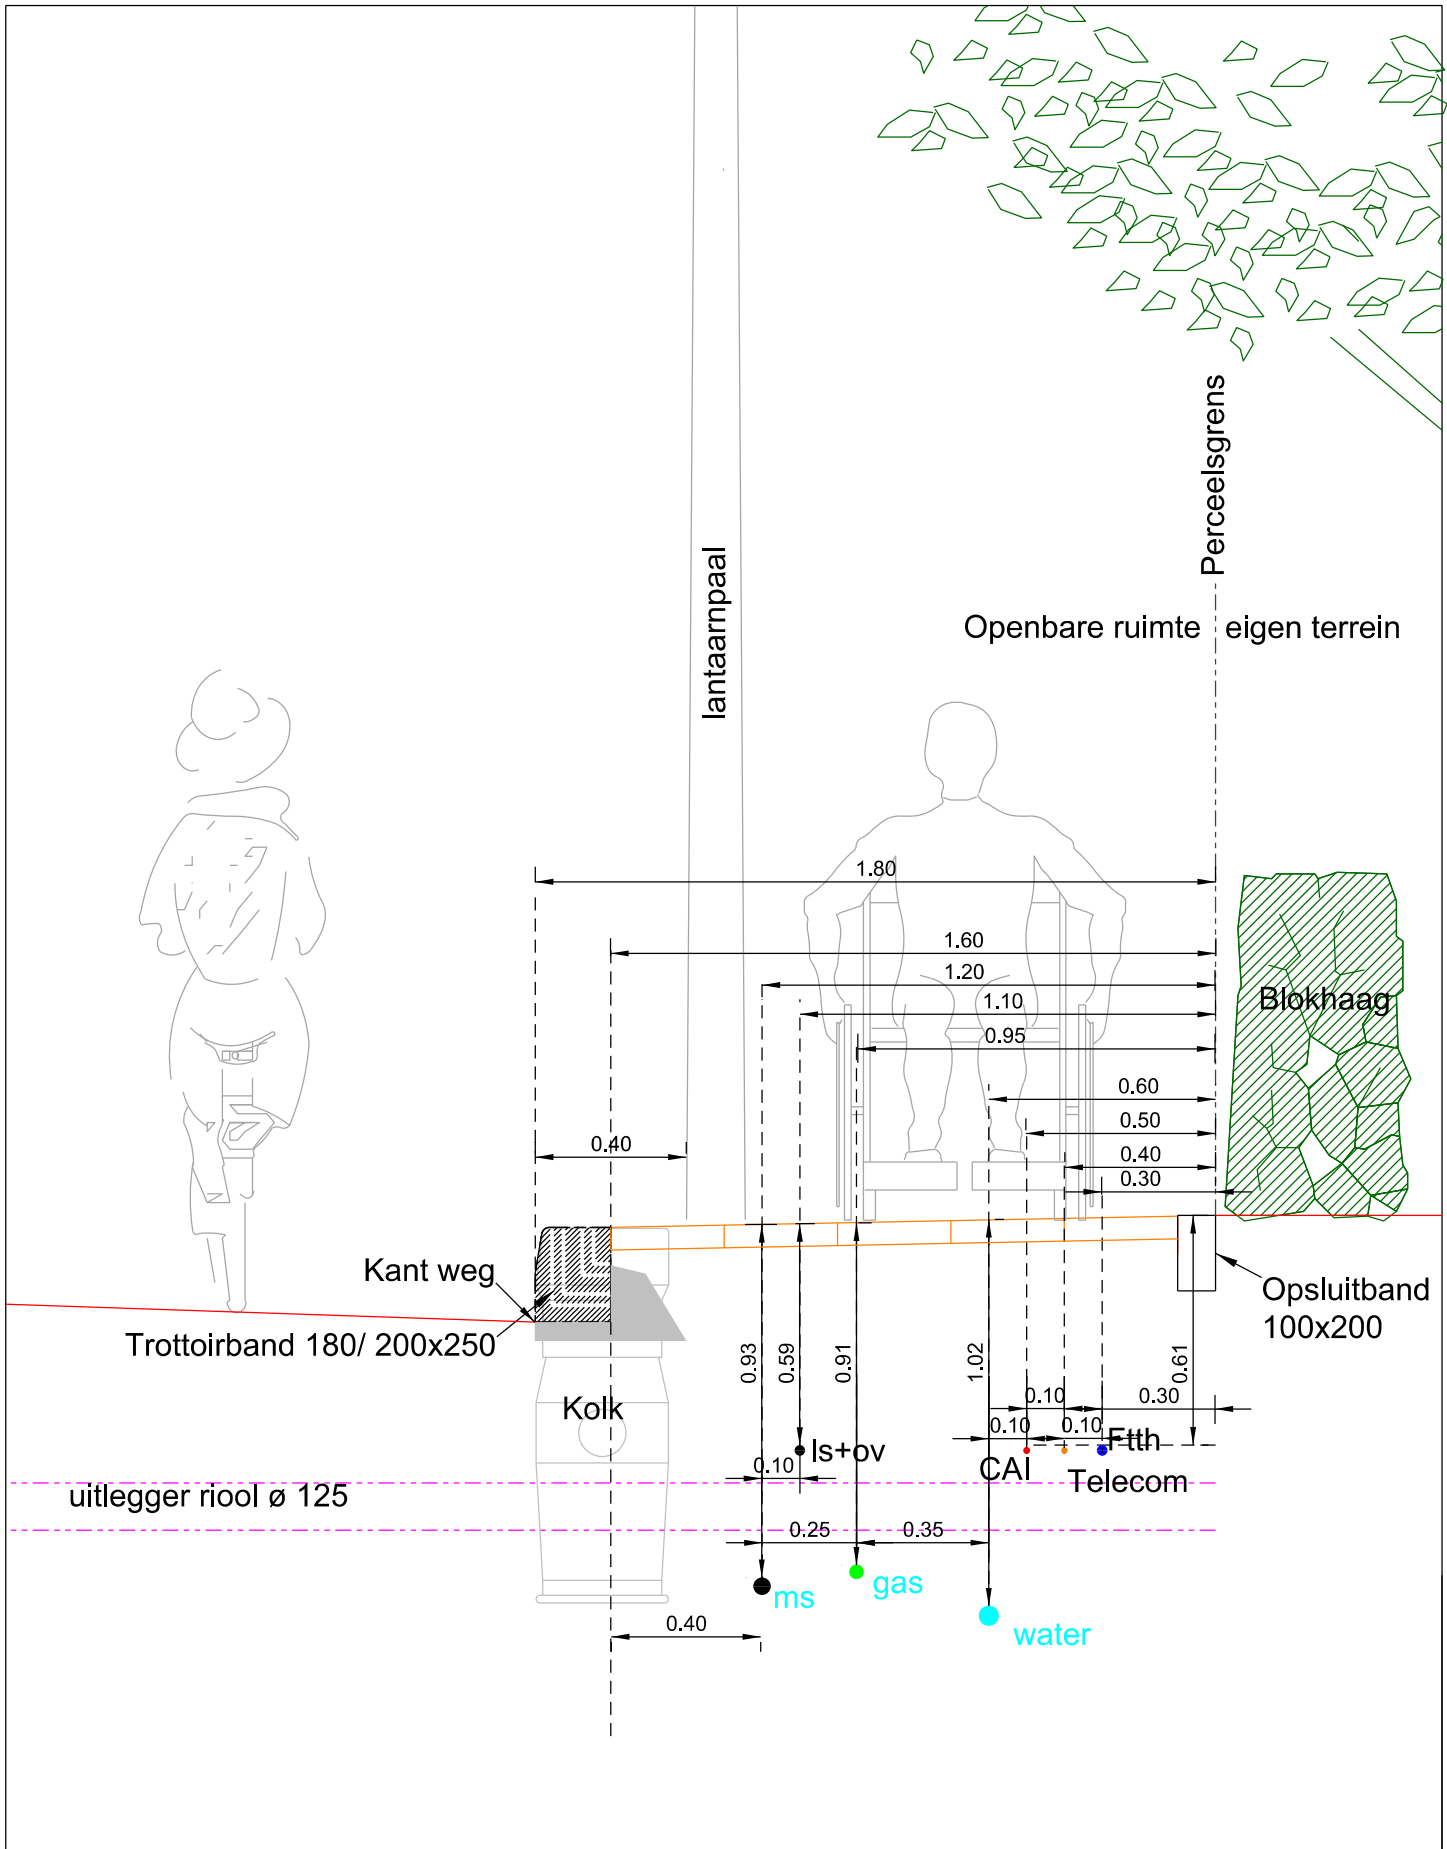 Perceelsgrens
lantaarnpaal
Openbare ruimte eigen terrein
1.80
1.60
1.20
1.10
Blokhaag
0.95
0.60
0.50
0.40
0.40
0.30
Kant weg
Opsluitband
100x200
Trottoirband 180/ 200x250
0.93
0.59
0.91
1.02
0.61
0.10
0.30
Kolk
0.10
0.10
ls+ov
Ftth
CAI
Telecom
0.10
uitlegger riool ø 125
0.25
0.35
ms
gas
water
0.40